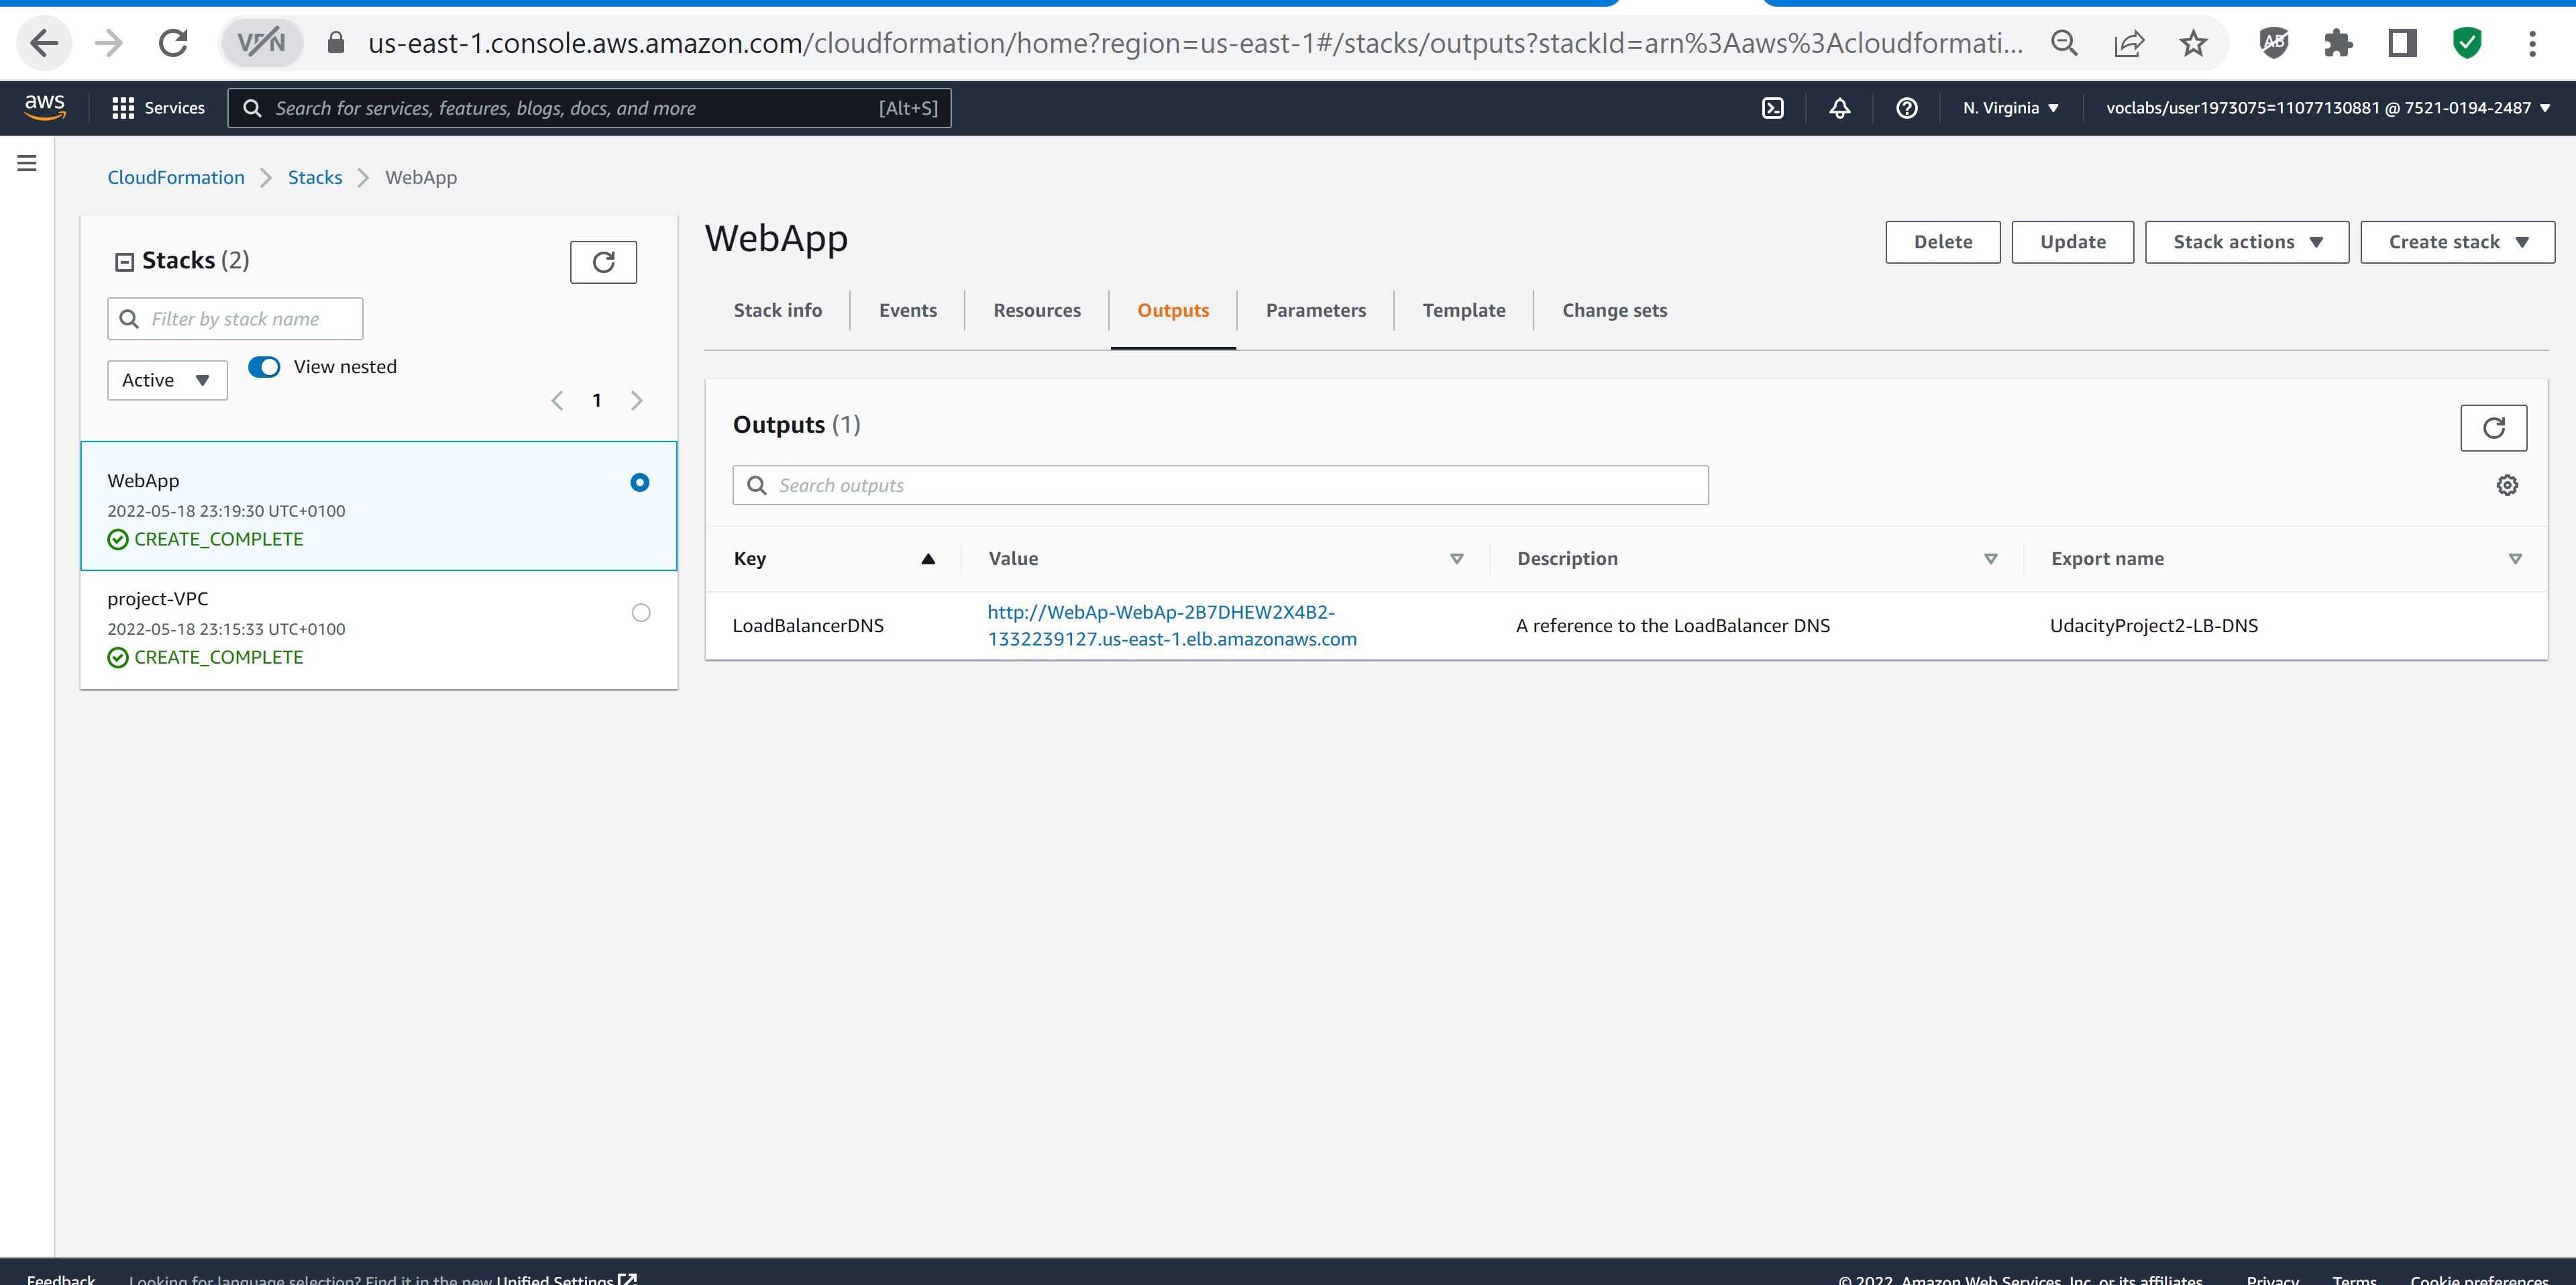 VPN
us-east-1.console.aws.amazon.com/cloudformation/home?region=us-east-1#/stacks/outputs?stackId=arn%3Aaws%3Acloudformati...
aws
Services
Search for services, features, blogs, docs, and more
[Alt+S]
N. Virginia
voclabs/user1973075=11077130881 @ 7521-0194-2487
CloudFormation
Stacks
WebApp
Stacks (2)
Filter by stack name
Active
View nested
1
WebApp
2022-05-18 23:19:30 UTC+0100
CREATE_COMPLETE
project-VPC
2022-05-18 23:15:33 UTC+0100
CREATE_COMPLETE
WebApp
Delete
Update
Stack actions
Create stack
Stack info
Events
Resources
Outputs
Parameters
Template
Change sets
Outputs (1)
Search outputs
Key
Value
Description
Export name
LoadBalancerDNS
http://WebAp-WebAp-2B7DHEW2X4B2-
1332239127.us-east-1.elb.amazonaws.com
A reference to the LoadBalancer DNS
UdacityProject2-LB-DNS
Feedback
Looking for language selection? Find it in the new Unified Settings
© 2022, Amazon Web Services, Inc. or its affiliates.
Privacy
Terms
Cookie preferences